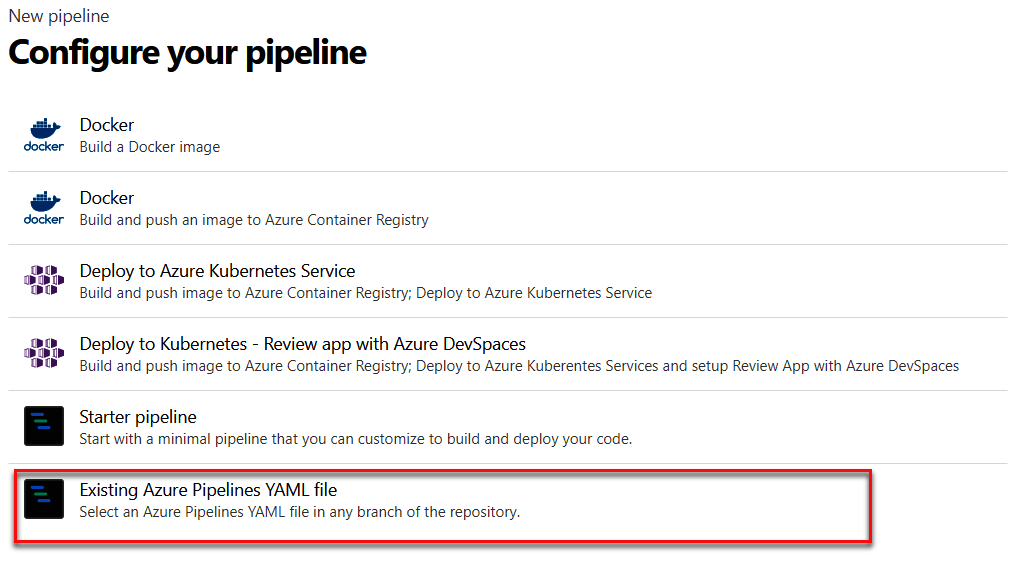 New pipeline
Configure your pipeline
docker
Docker
Build a Docker image
docker
Docker
Build and push an image to Azure Container Registry
Deploy to Azure Kubernetes Service
Build and push image to Azure Container Registry; Deploy to Azure Kubernetes Service
Deploy to Kubernetes - Review app with Azure DevSpaces
Build and push image to Azure Container Registry; Deploy to Azure Kuberentes Services and setup Review App with Azure DevSpaces
Starter pipeline
Start with a minimal pipeline that you can customize to build and deploy your code.
Existing Azure Pipelines YAML file
Select an Azure Pipelines YAML file in any branch of the repository.